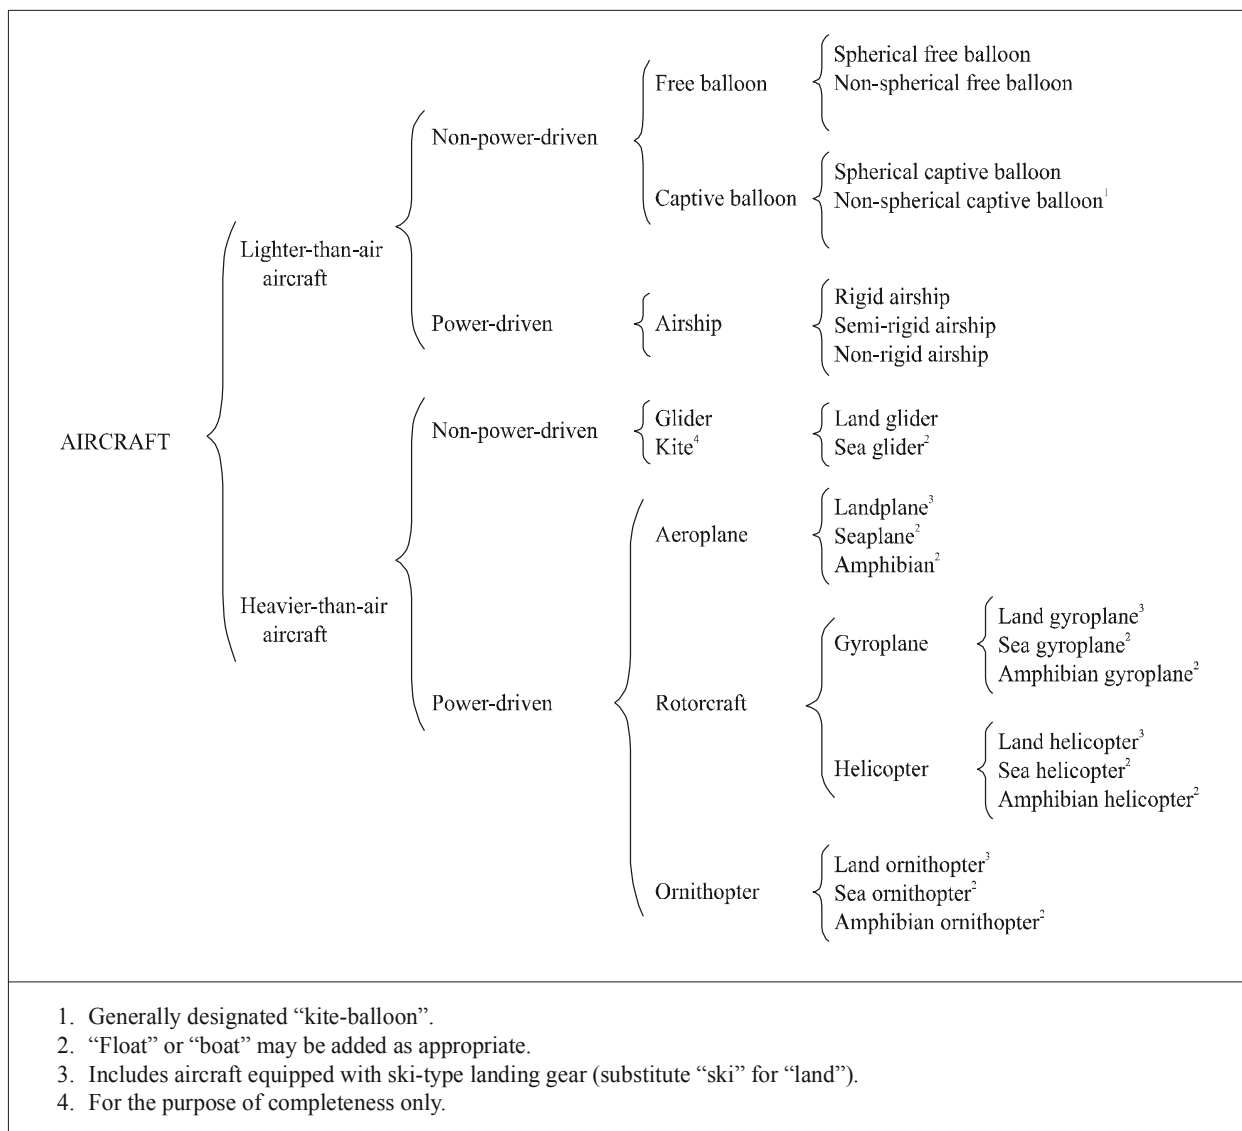 AIRCRAFT
Lighter-than-air
aircraft
Non-power-driven
Free balloon
Spherical free balloon
Non-spherical free balloon
Captive balloon
Spherical captive balloon
Non-spherical captive balloon¹
Power-driven
Airship
Rigid airship
Semi-rigid airship
Non-rigid airship
Heavier-than-air
aircraft
Non-power-driven
Glider
Kite⁴
Land glider
Sea glider²
Power-driven
Aeroplane
Landplane³
Seaplane²
Amphibian²
Rotorcraft
Gyroplane
Land gyroplane³
Sea gyroplane²
Amphibian gyroplane²
Helicopter
Land helicopter³
Sea helicopter²
Amphibian helicopter²
Ornithopter
Land ornithopter³
Sea ornithopter²
Amphibian ornithopter²
1. Generally designated “kite-balloon”.
2. “Float” or “boat” may be added as appropriate.
3. Includes aircraft equipped with ski-type landing gear (substitute “ski” for “land”).
4. For the purpose of completeness only.